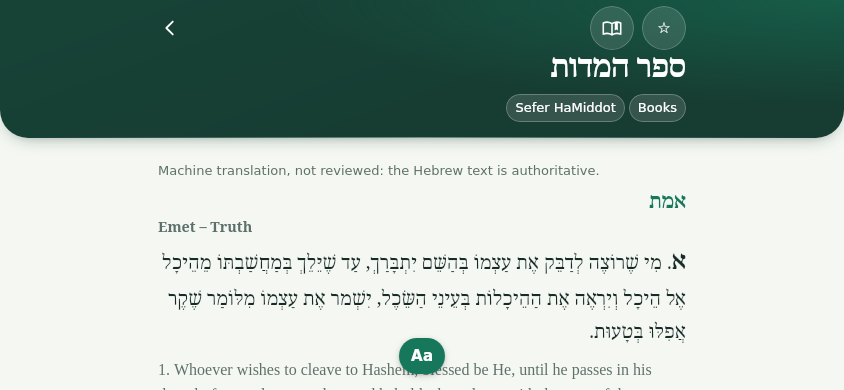 ספר המדות
Sefer HaMiddot Books
Machine translation, not reviewed: the Hebrew text is authoritative.
אמת
Emet – Truth
א. מִי שֶׁרוֹצֶה לְדַבֵּק אֶת עַצְמוֹ בְּהַשֵּׁם יִתְבָּרַךְ, עַד שֶׁיֵּלֵךְ בְּמַחֲשַׁבְתּוֹ מֵהֵיכָל
אֶל הֵיכָל וְיִרְאֶה אֶת הַהֵיכָלוֹת בְּעֵינֵי הַשֵּׂכֶל, יִשְׁמֹר אֶת עַצְמוֹ מִלּוֹמַר שֶׁקֶר
אֲפִלּוּ בְּטָעוּת.
Aa
1. Whoever wishes to cleave to Hashem, blessed be He, until he passes in his